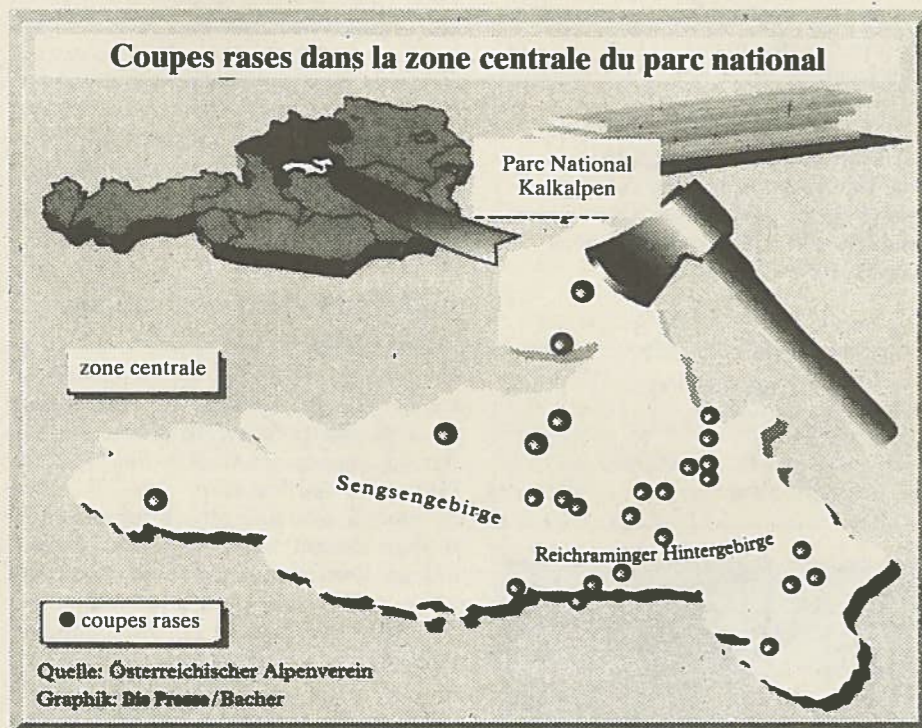 Coupes rases dans la zone centrale du parc national
Parc National
Kalkalpen
zone centrale
Sengsengebirge
Reichraminger Hintergebirge
coupes rases
Quelle: Österreichischer Alpenverein
Graphik: Die Presse/Bacher